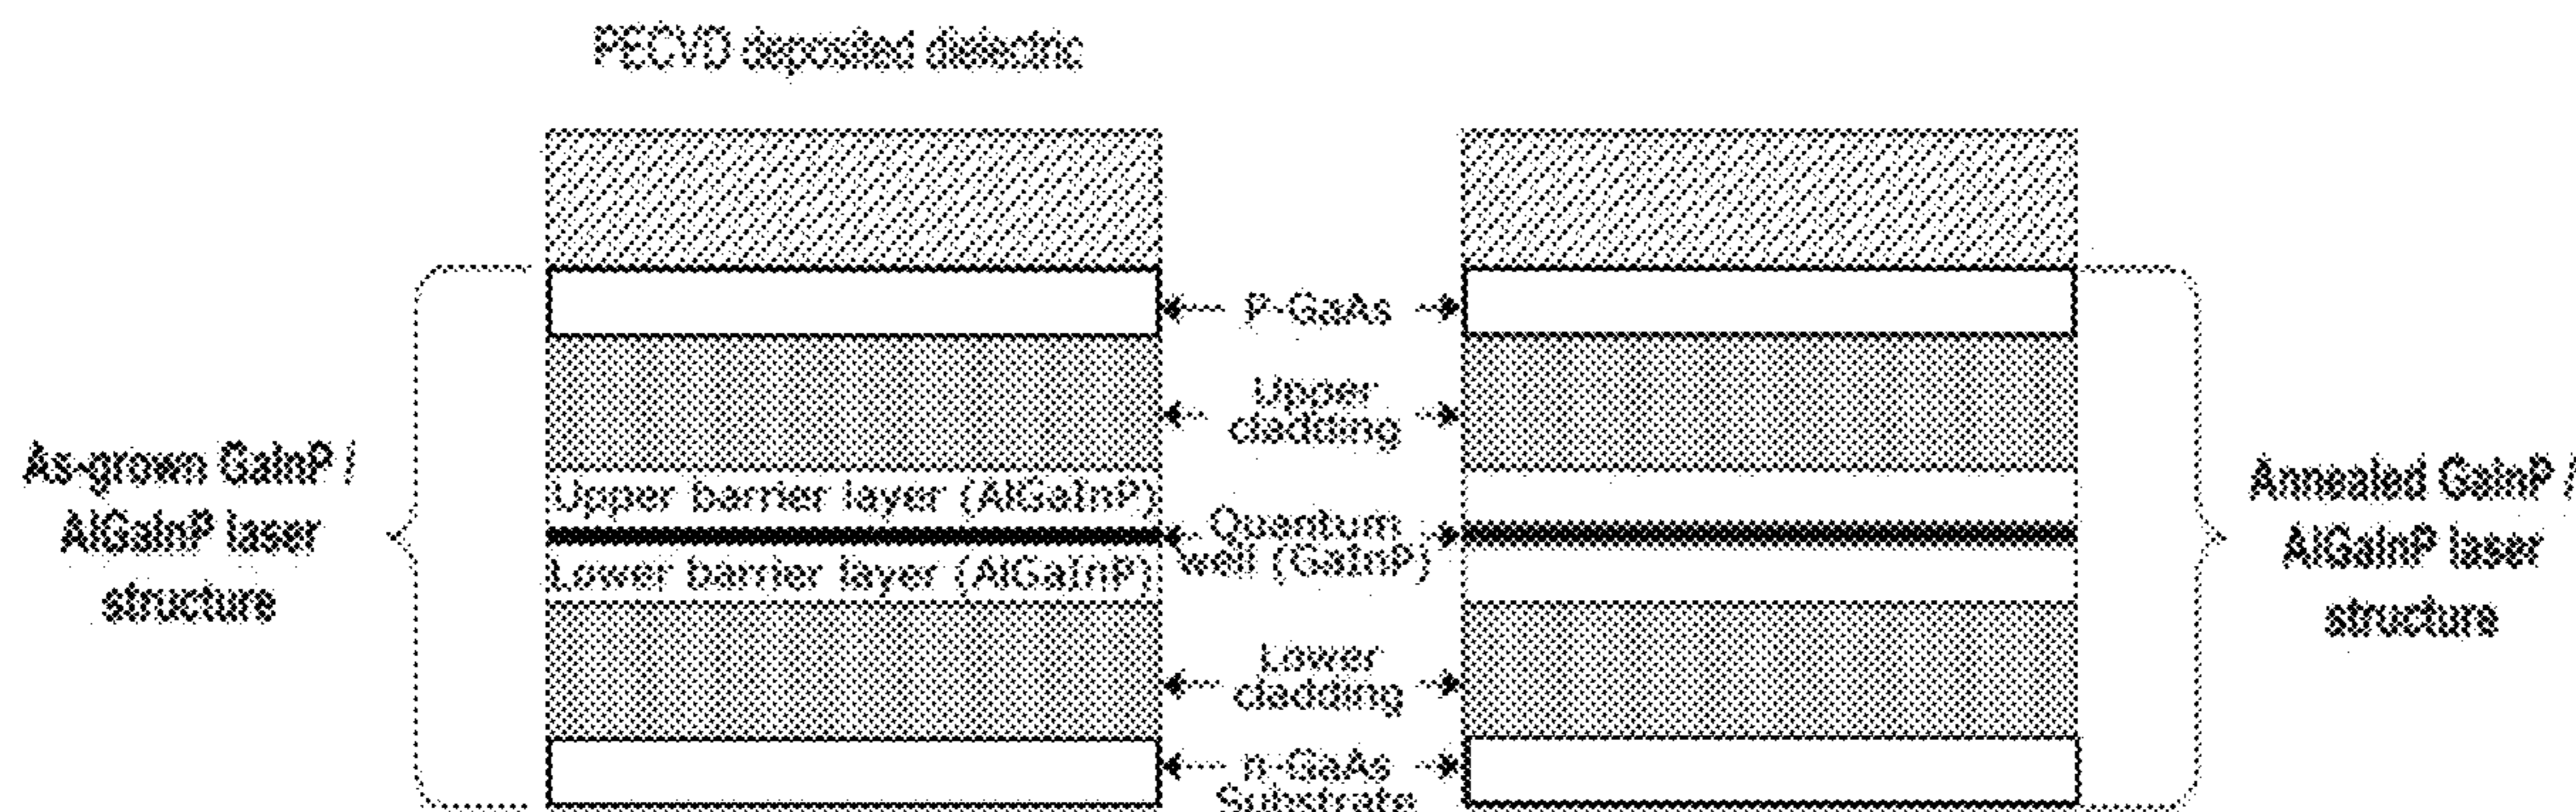 PECVD deposited dielectric
As-grown GaInP /
AlGaInP laser
structure
Upper barrier layer (AlGaInP)
Lower barrier layer (AlGaInP)
P-GaAs
Upper
cladding
Quantum
well (GaInP)
Lower
cladding
n-GaAs
Substrate
Annealed GaInP /
AlGaInP laser
structure